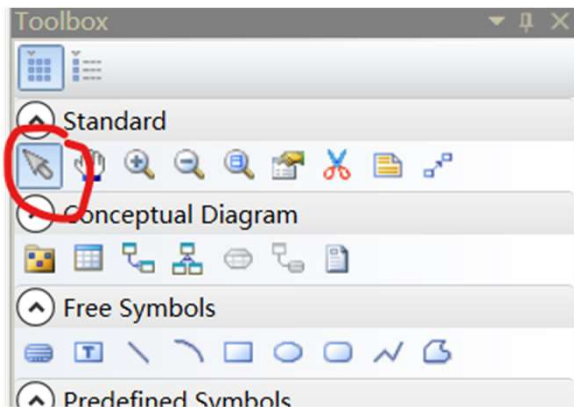 Toolbox
Standard
Conceptual Diagram
Free Symbols
Predefined Symbols